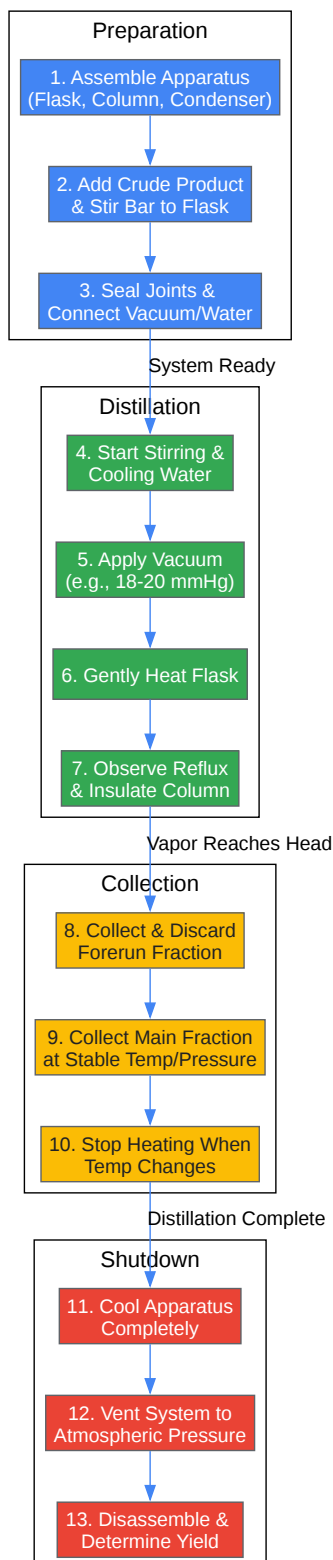 Preparation
1. Assemble Apparatus
(Flask, Column, Condenser)
2. Add Crude Product
& Stir Bar to Flask
3. Seal Joints &
Connect Vacuum/Water
System Ready
Distillation
4. Start Stirring &
Cooling Water
5. Apply Vacuum
(e.g., 18-20 mmHg)
6. Gently Heat Flask
7. Observe Reflux
& Insulate Column
Vapor Reaches Head
Collection
8. Collect & Discard
Forerun Fraction
9. Collect Main Fraction
at Stable Temp/Pressure
10. Stop Heating When
Temp Changes
Distillation Complete
Shutdown
11. Cool Apparatus
Completely
12. Vent System to
Atmospheric Pressure
13. Disassemble &
Determine Yield